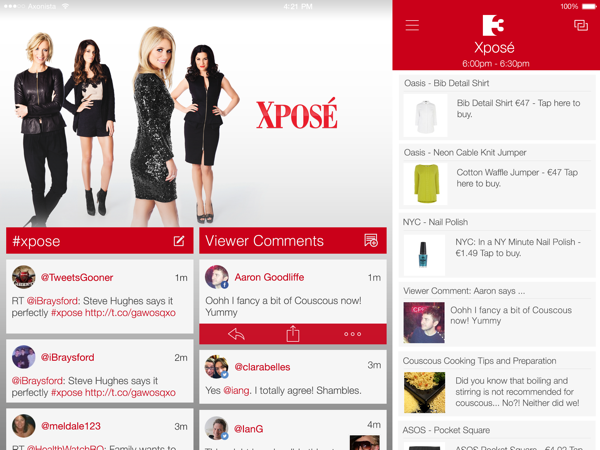 Axonista
4:21 PM
100%
XPOSÉ
3
Xposé
6:00pm - 6:30pm
#xpose
@TweetsGooner
1m
RT @iBraysford: Steve Hughes says it
perfectly #xpose http://t.co/gawosqxo
@iBraysford
2m
@iBraysford: Steve Hughes says it
perfectly #xpose http://t.co/gawosqxo
@meldale123
3m
RT @HealthWatchRO: Family wants to
Viewer Comments
Aaron Goodliffe
1m
Oohh I fancy a bit of Couscous now!
Yummy
@clarabelles
3m
Yes @iang. I totally agree! Shambles.
@IanG
4m
Oasis - Bib Detail Shirt
Bib Detail Shirt €47 - Tap here to
buy.
Oasis - Neon Cable Knit Jumper
Cotton Waffle Jumper - €47 Tap
here to buy.
NYC - Nail Polish
NYC: In a NY Minute Nail Polish -
€1.49 Tap to buy.
Viewer Comment: Aaron says ...
Oohh I fancy a bit of Couscous now!
Yummy
Couscous Cooking Tips and Preparation
Did you know that boiling and
stirring is not recommended for
couscous... No?! Neither did we!
ASOS - Pocket Square
ASOS Pocket Square - €4.02 Tap